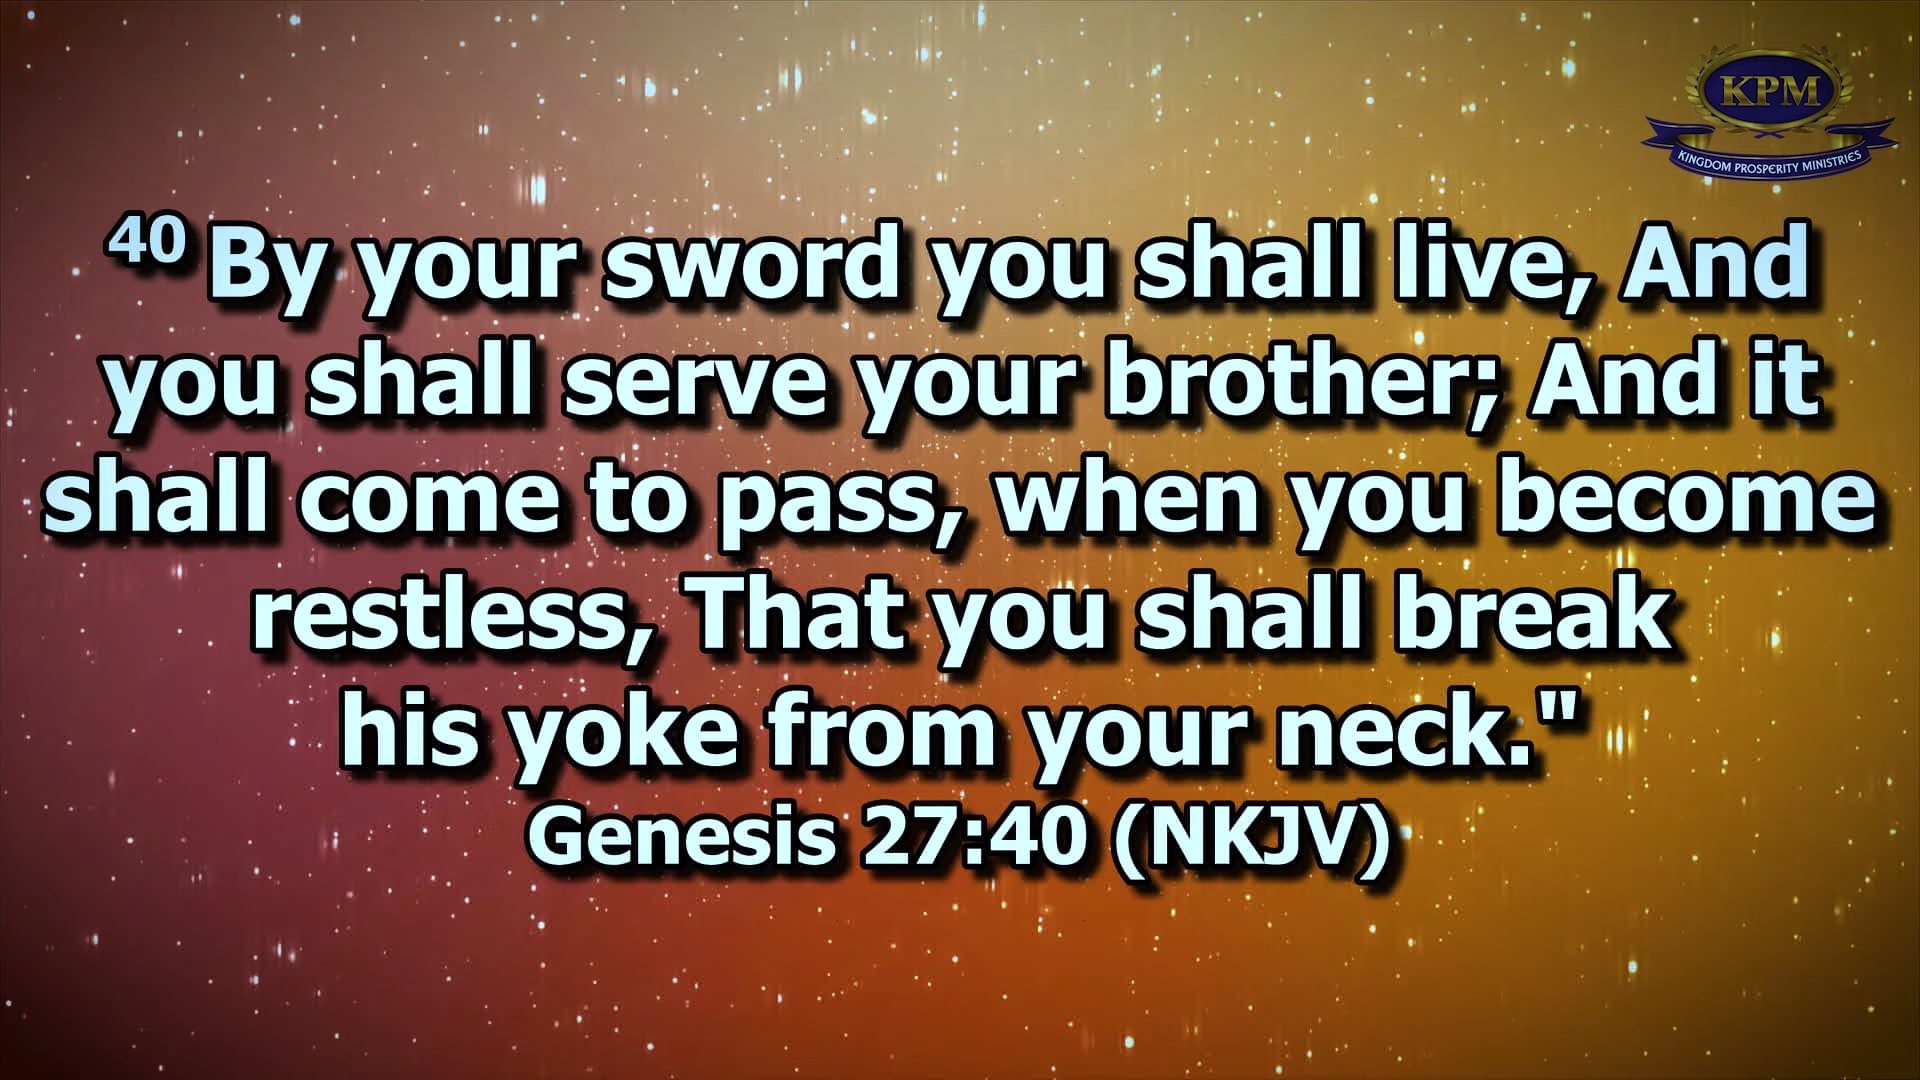 KPM
KINGDOM PROSPERITY MINISTRIES
40 By your sword you shall live, And
you shall serve your brother; And it
shall come to pass, when you become
restless, That you shall break
his yoke from your neck."
Genesis 27:40 (NKJV)